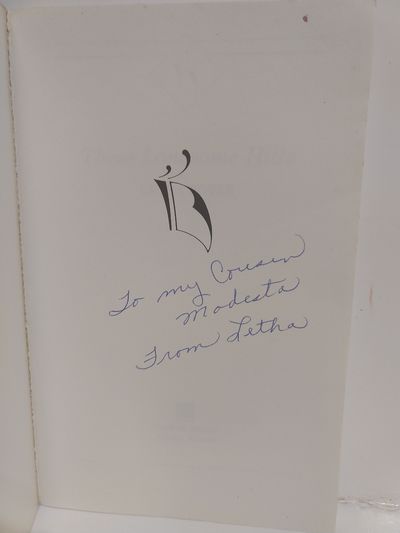 To my Cousin
Modesta
From Letha